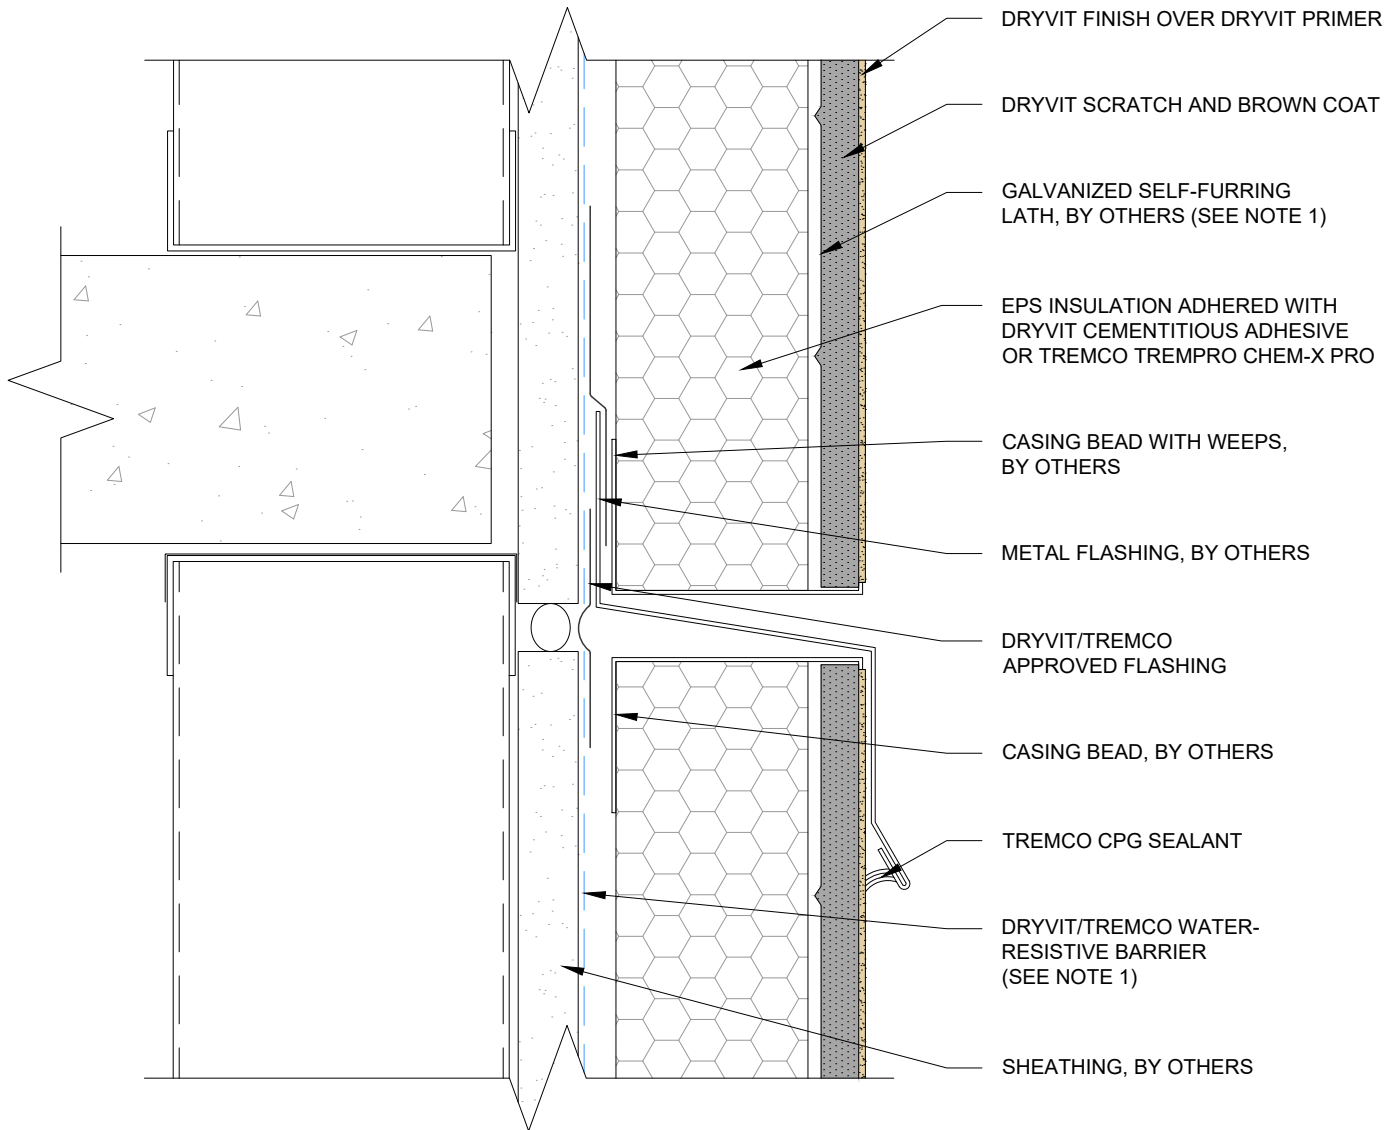 DRYVIT FINISH OVER DRYVIT PRIMER
DRYVIT SCRATCH AND BROWN COAT
GALVANIZED SELF-FURRING
LATH, BY OTHERS (SEE NOTE 1)
EPS INSULATION ADHERED WITH
DRYVIT CEMENTITIOUS ADHESIVE
OR TREMCO TREMPRO CHEM-X PRO
CASING BEAD WITH WEEPS,
BY OTHERS
METAL FLASHING, BY OTHERS
DRYVIT/TREMCO
APPROVED FLASHING
CASING BEAD, BY OTHERS
TREMCO CPG SEALANT
DRYVIT/TREMCO WATER-
RESISTIVE BARRIER
(SEE NOTE 1)
SHEATHING, BY OTHERS